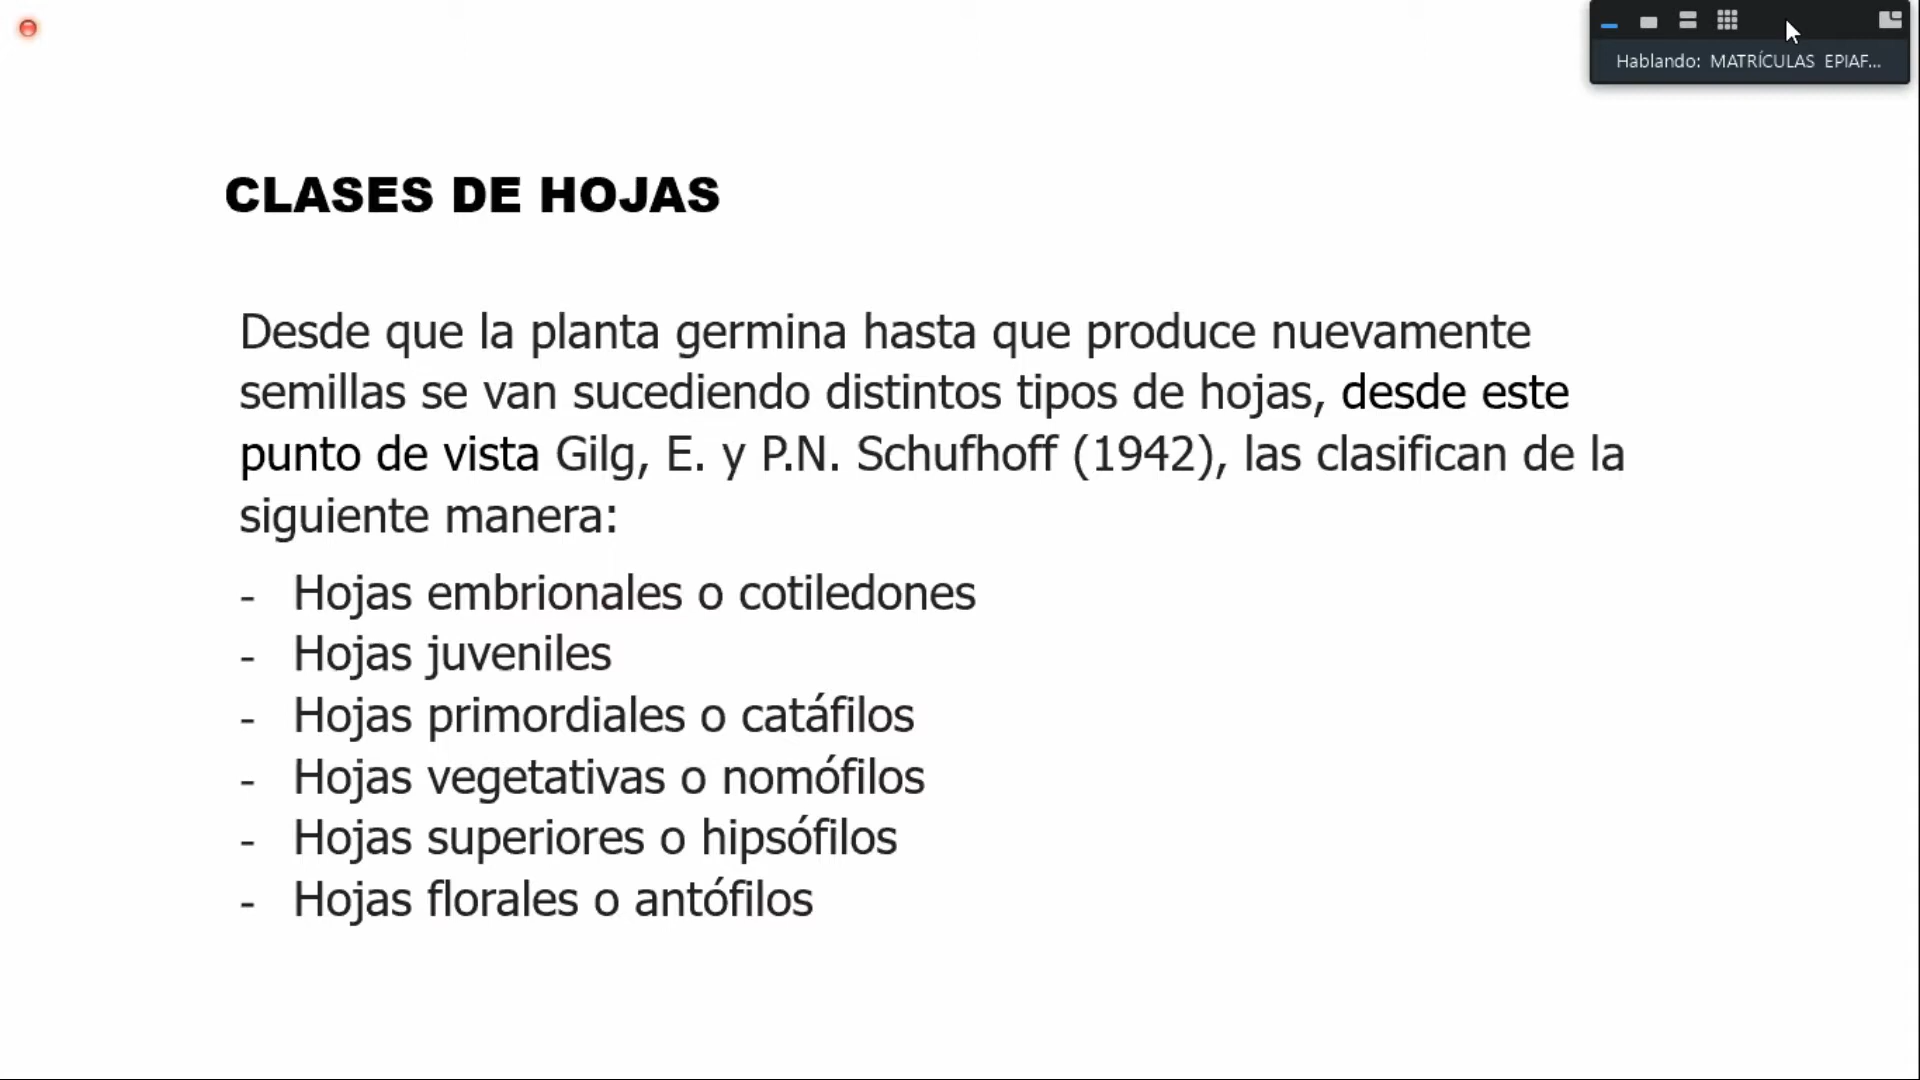 Hablando: MATRÍCULAS EPIAF...
CLASES DE HOJAS
Desde que la planta germina hasta que produce nuevamente
semillas se van sucediendo distintos tipos de hojas, desde este
punto de vista Gilg, E. y P.N. Schufhoff (1942), las clasifican de la
siguiente manera:
- Hojas embrionales o cotiledones
- Hojas juveniles
- Hojas primordiales o catáfilos
- Hojas vegetativas o nomófilos
- Hojas superiores o hipsófilos
- Hojas florales o antófilos